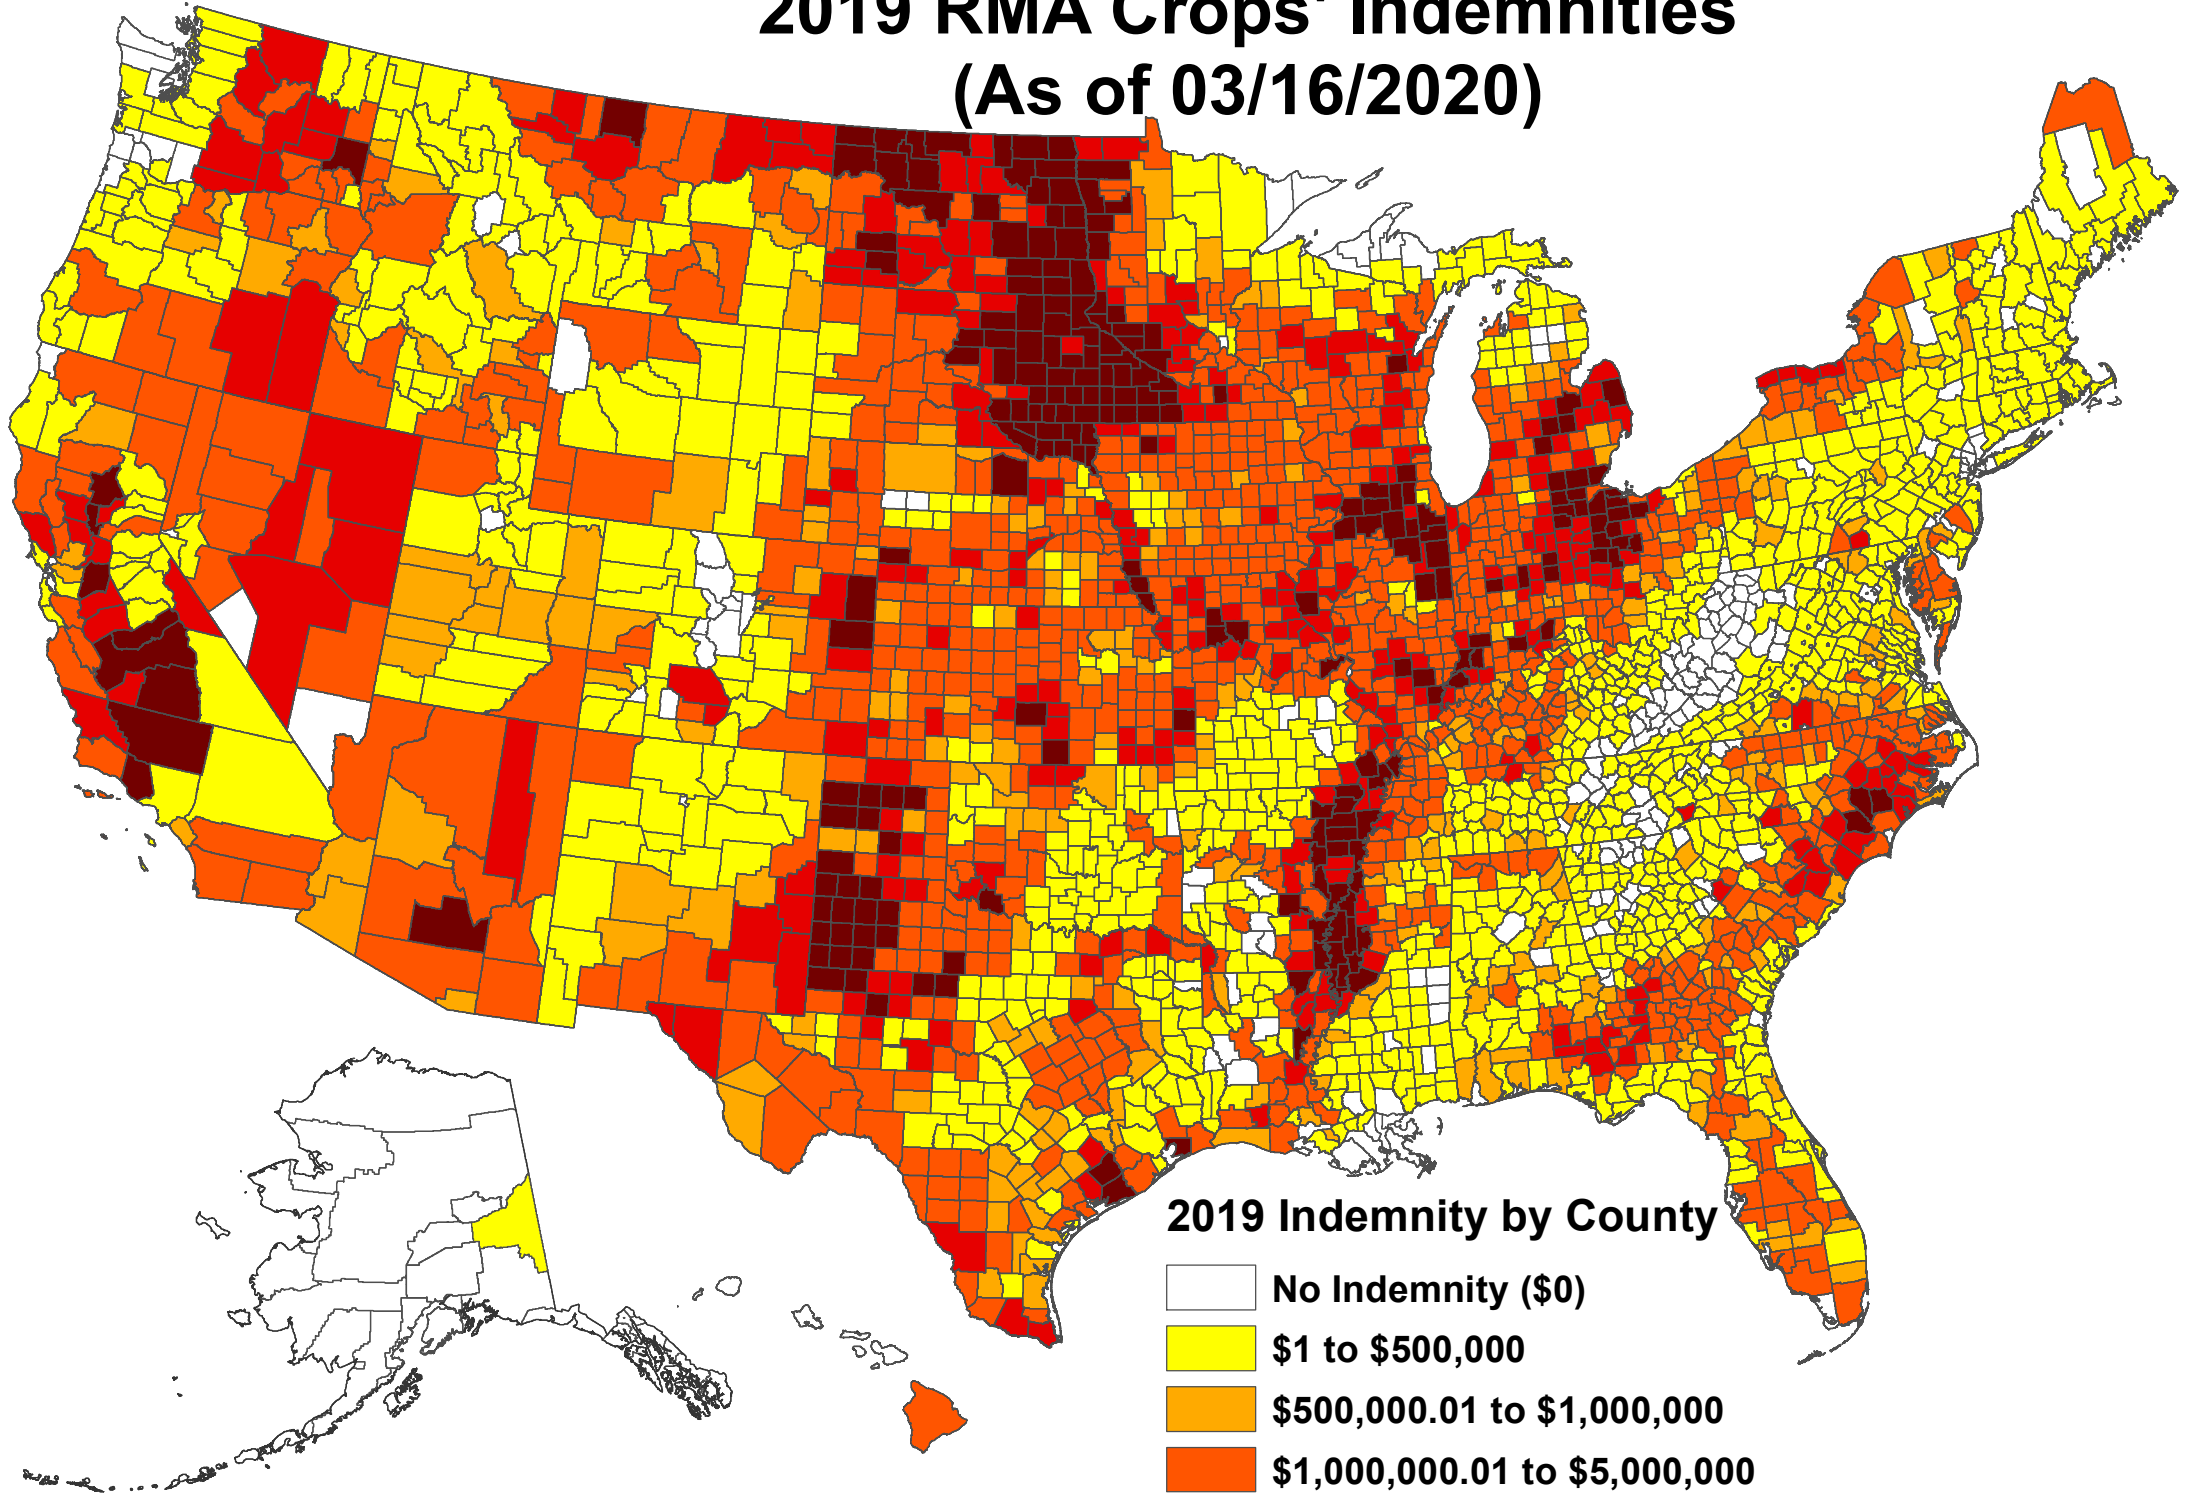 2019 RMA Crops' Indemnities
(As of 03/16/2020)
2019 Indemnity by County
No Indemnity ($0)
$1 to $500,000
$500,000.01 to $1,000,000
$1,000,000.01 to $5,000,000